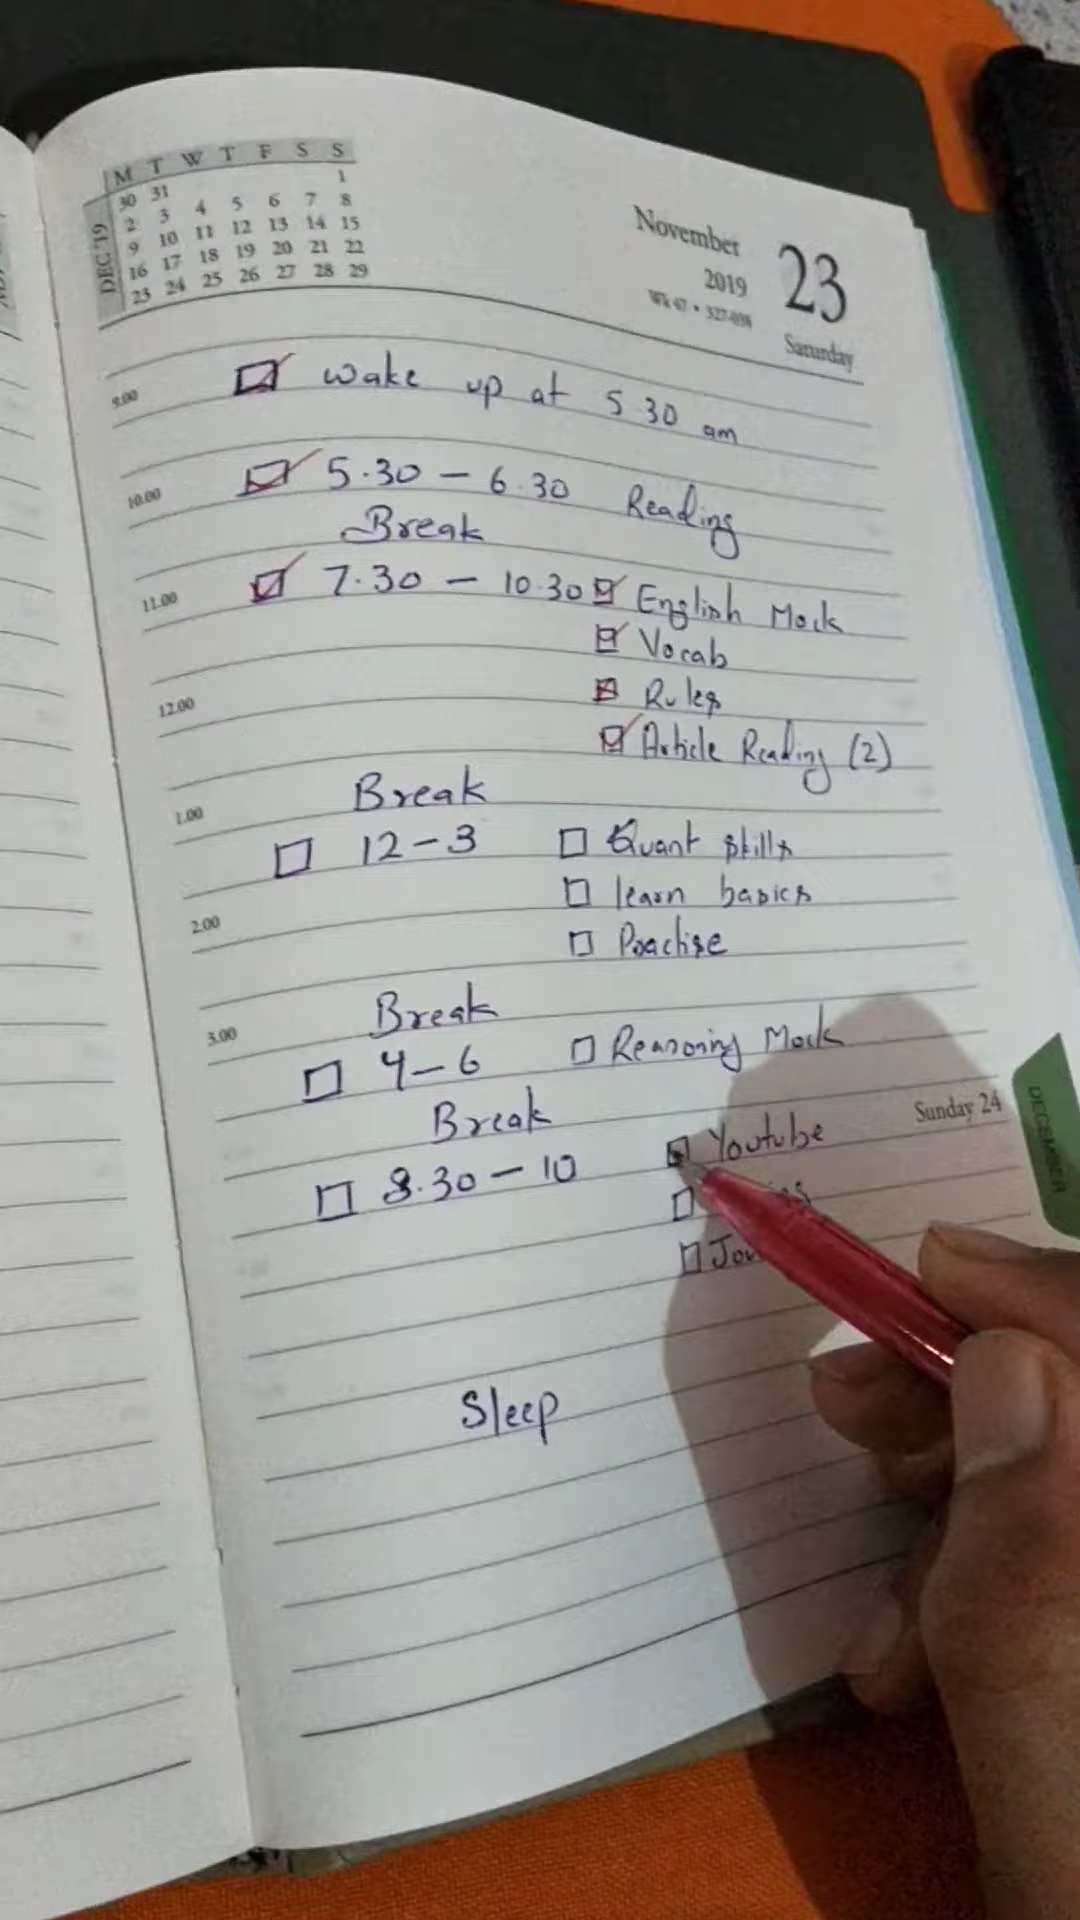 M T W T F S S
30 31 1
2 3 4 5 6 7 8
9 10 11 12 13 14 15
16 17 18 19 20 21 22
23 24 25 26 27 28 29
DEC '19
November
2019
Wk 47 • 327-038
23
Saturday
9.00
wake up at 5 30 am
10.00
5.30 - 6.30 Reading
Break
11.00
7.30 - 10.30 English Mock
Vocab
12.00
Rules
Article Reading (2)
Break
1.00
12-3 Quant skills
learn basics
2.00
Practise
Break
3.00
4-6 Reasoning Mock
Break
Sunday 24
8.30 - 10 Youtube
Sleep
DECEMBER